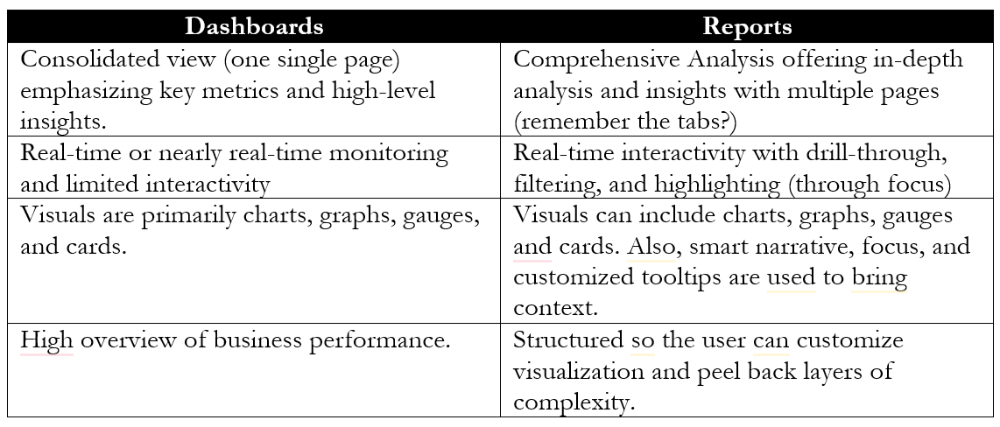 Dashboards
Reports
Consolidated view (one single page)
emphasizing key metrics and high-level
insights.
Comprehensive Analysis offering in-depth
analysis and insights with multiple pages
(remember the tabs?)
Real-time or nearly real-time monitoring
and limited interactivity
Real-time interactivity with drill-through,
filtering, and highlighting (through focus)
Visuals are primarily charts, graphs, gauges,
and cards.
Visuals can include charts, graphs, gauges
and cards. Also, smart narrative, focus, and
customized tooltips are used to bring
context.
High overview of business performance.
Structured so the user can customize
visualization and peel back layers of
complexity.